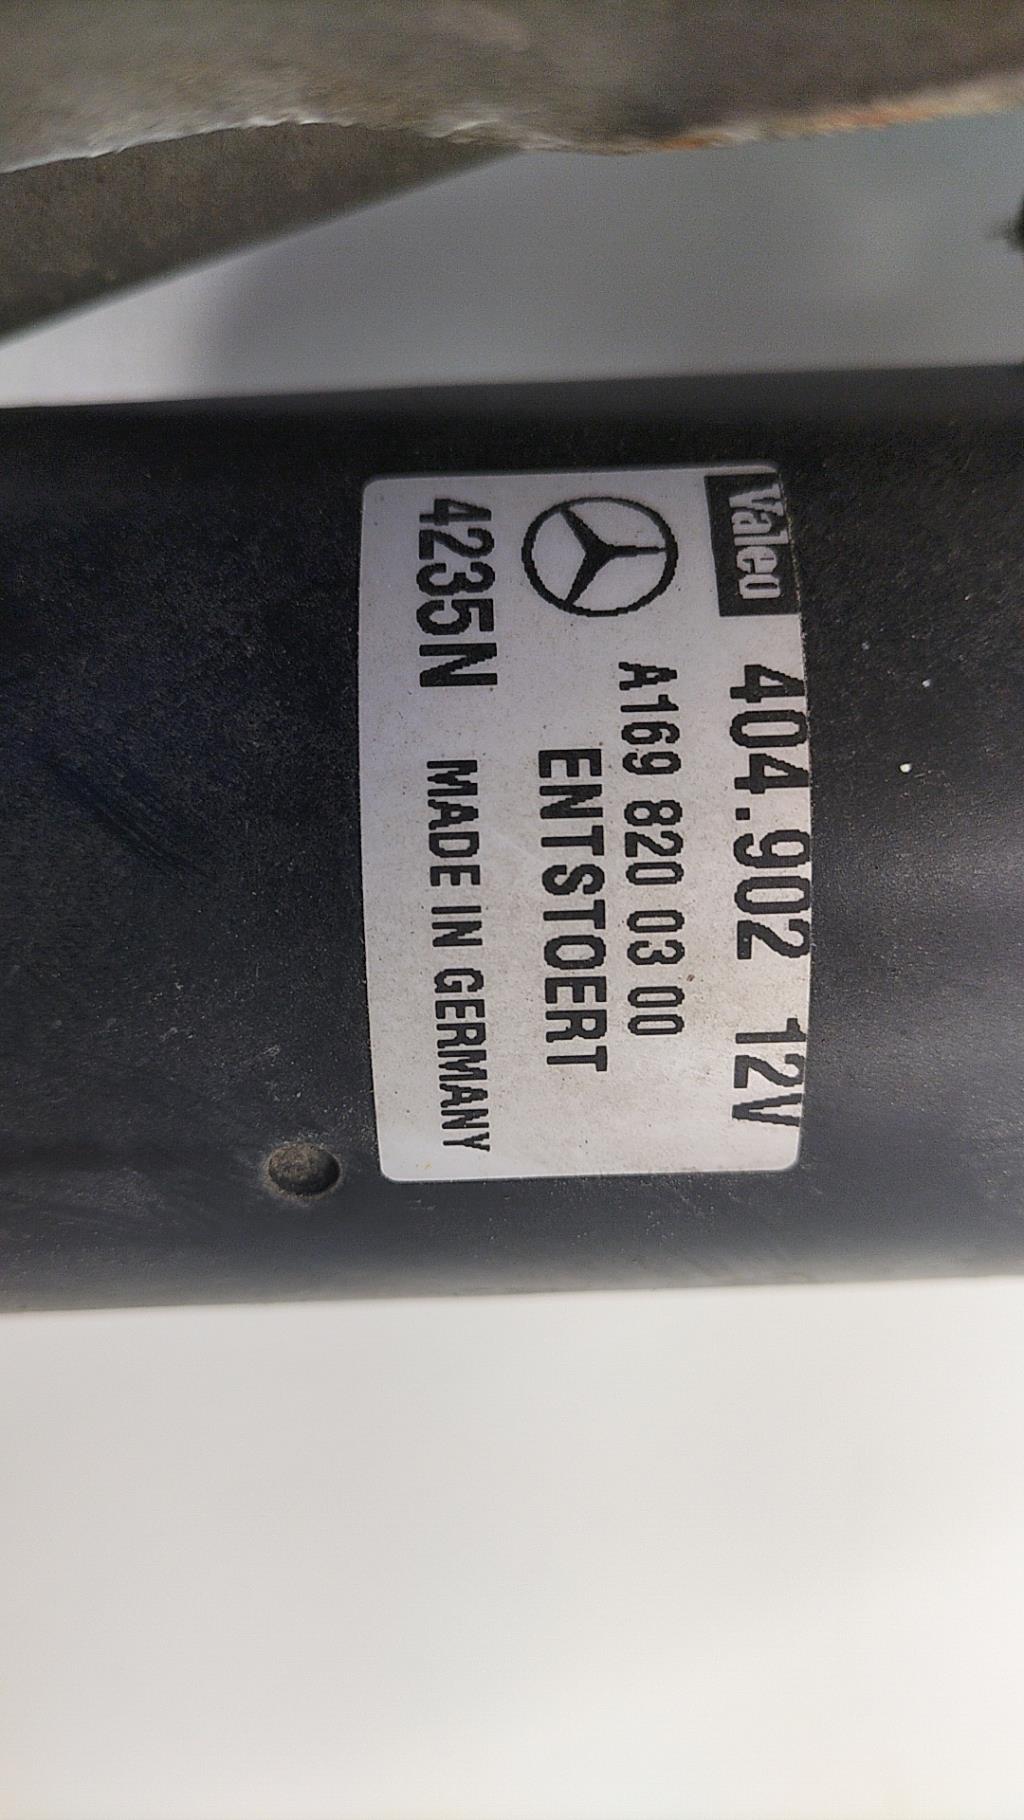 Valeo 404.902 12V
A169 820 03 00
ENTSTOERT
4235N MADE IN GERMANY